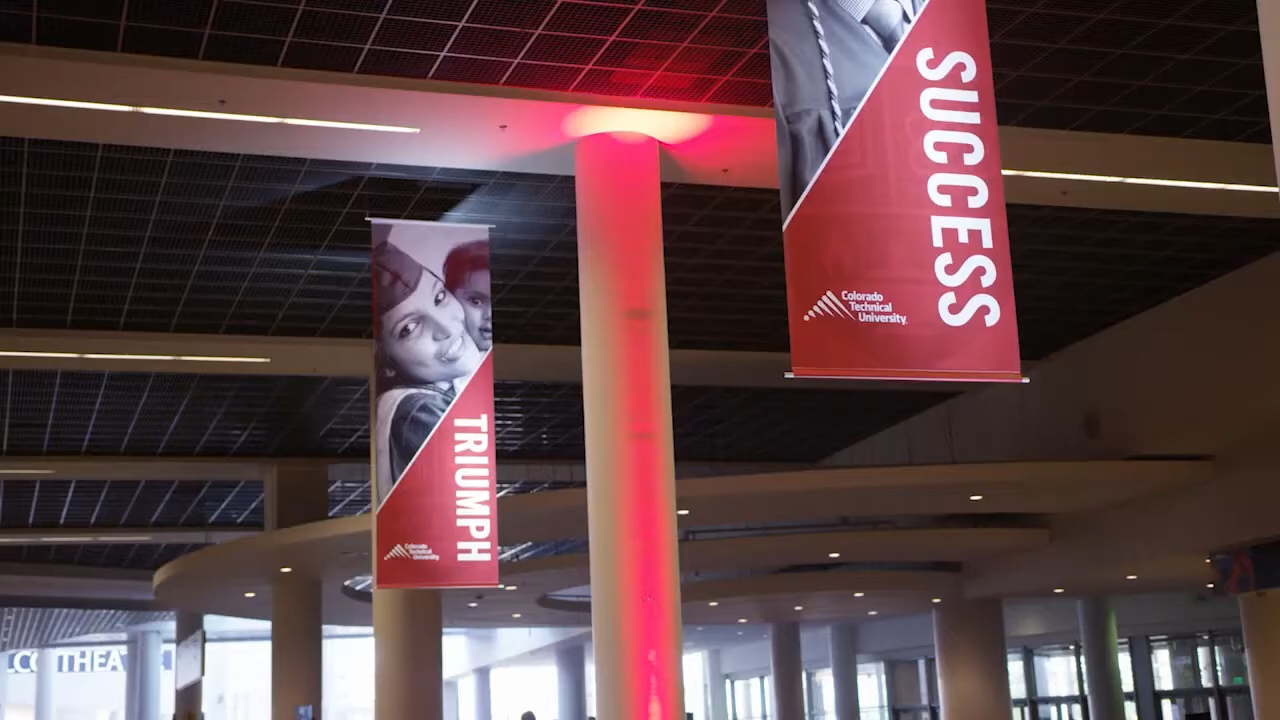 SUCCESS
Colorado
Technical
University
TRIUMPH
Colorado
Technical
University
THEA